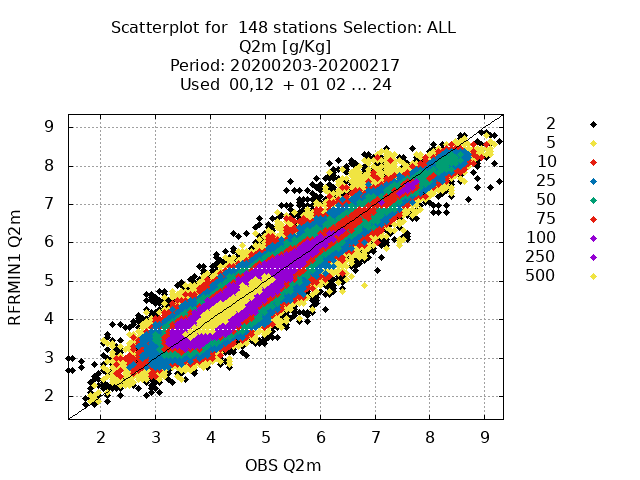 Scatterplot for  148 stations Selection: ALL
Q2m [g/Kg]
Period: 20200203-20200217
Used  00,12  + 01 02 ... 24
RFRMIN1 Q2m
9
8
7
6
5
4
3
2
2 3 4 5 6 7 8 9
OBS Q2m
2
5
10
25
50
75
100
250
500